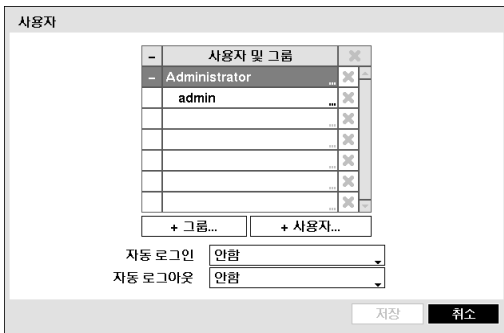 사용자
– 사용자 및 그룹
– Administrator ...
admin ...
...
...
...
...
...
+ 그룹... + 사용자...
자동 로그인 안함
자동 로그아웃 안함
저장 취소